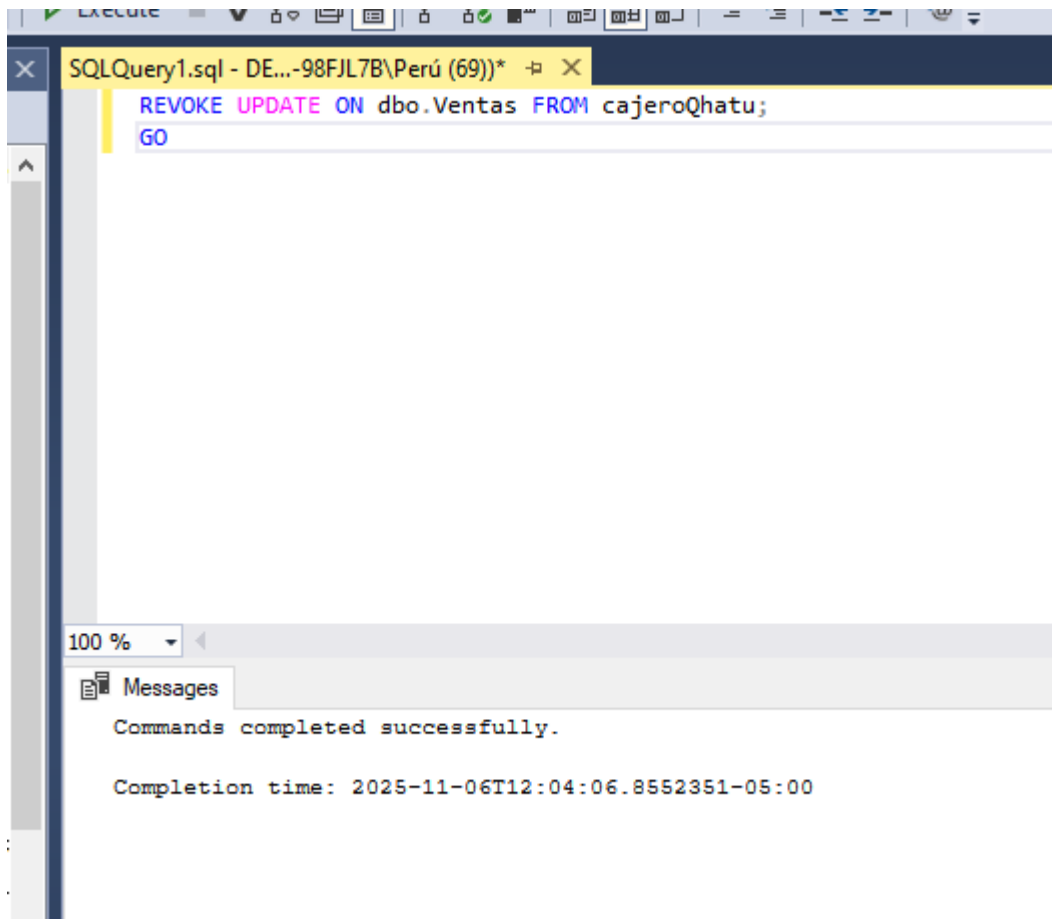 Execute
SQLQuery1.sql - DE...-98FJL7B\Perú (69))*
REVOKE UPDATE ON dbo.Ventas FROM cajeroQhatu;
GO
100 %
Messages
Commands completed successfully.
Completion time: 2025-11-06T12:04:06.8552351-05:00